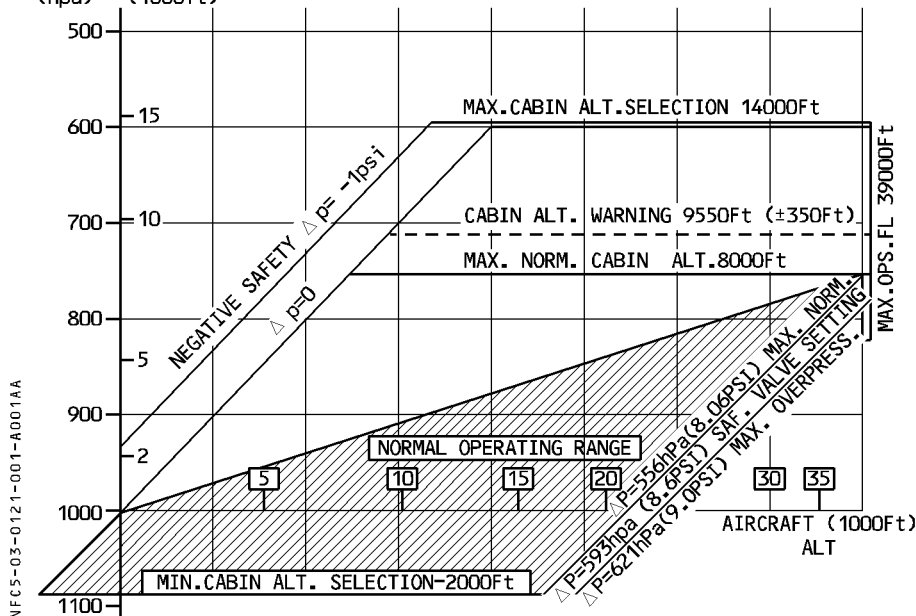 500
15
MAX.CABIN ALT.SELECTION 14000Ft
600
NEGATIVE SAFETY △ p= -1psi
MAX.OPS.FL 39000Ft
10
CABIN ALT. WARNING 9550Ft (±350Ft)
700
MAX. NORM. CABIN ALT.8000Ft
△ p=0
800
5
△P=556hPa(8.06PSI) MAX. NORM.
△P=593hpa (8.6PSI) SAF. VALVE SETTING
△P=621hPa(9.0PSI) MAX. OVERPRESS.
900
NORMAL OPERATING RANGE
2
5
10
15
20
30
35
1000
AIRCRAFT (1000Ft)
ALT
MIN.CABIN ALT. SELECTION-2000Ft
1100
NFC5-03-0121-001-A001AA